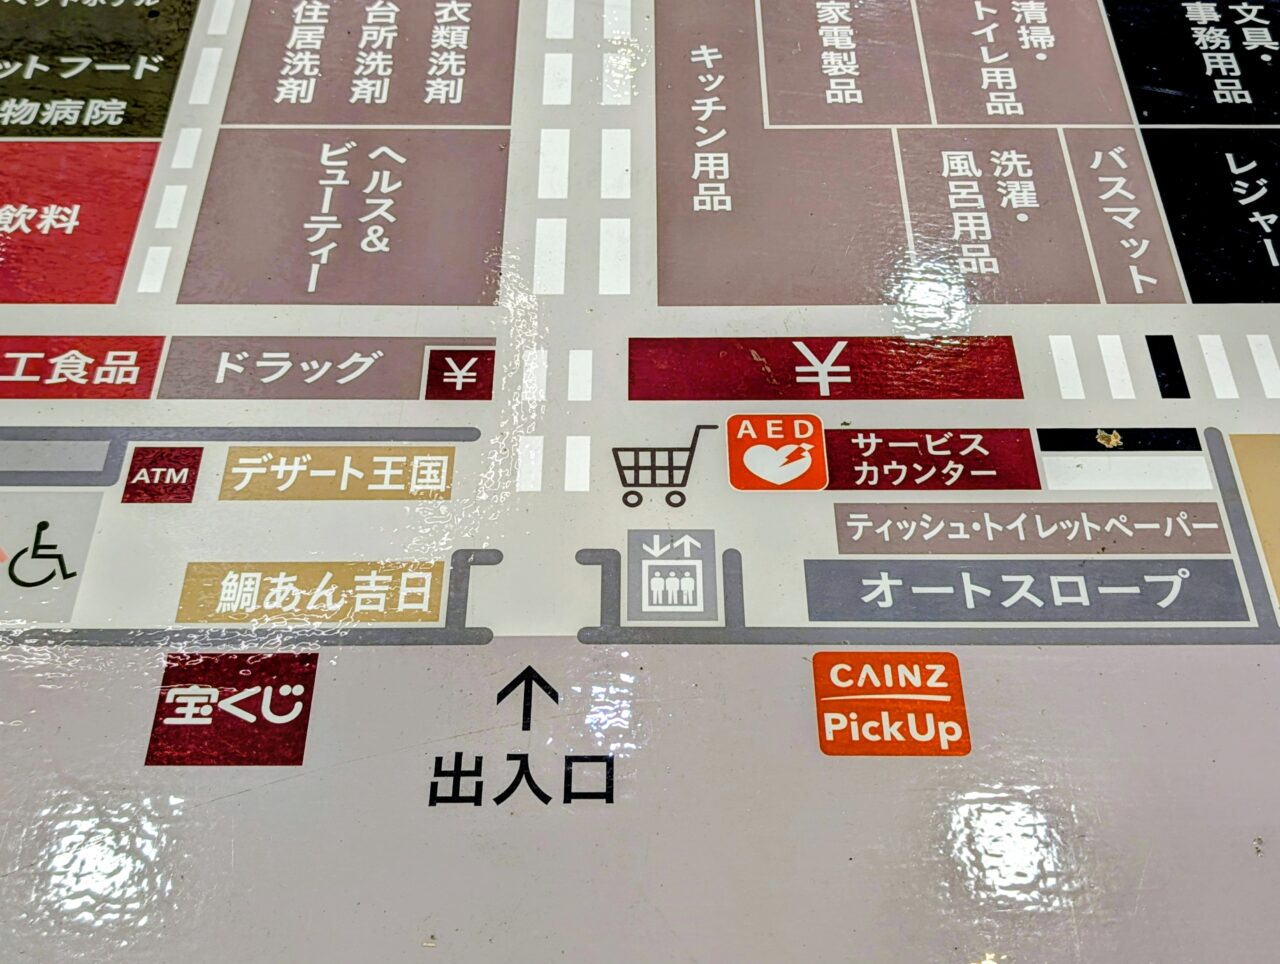 ットフード
物病院
住居洗剤
台所洗剤
衣類洗剤
キッチン用品
家電製品
清掃・
トイレ用品
文具・
事務用品
飲料
ヘルス&
ビューティー
洗濯・
風呂用品
バスマット
レジャー
工食品
ドラッグ
¥
¥
ATM
デザート王国
AED
サービス
カウンター
ティッシュ・トイレットペーパー
鯛あん吉日
オートスロープ
宝くじ
CAINZ
PickUp
出入口